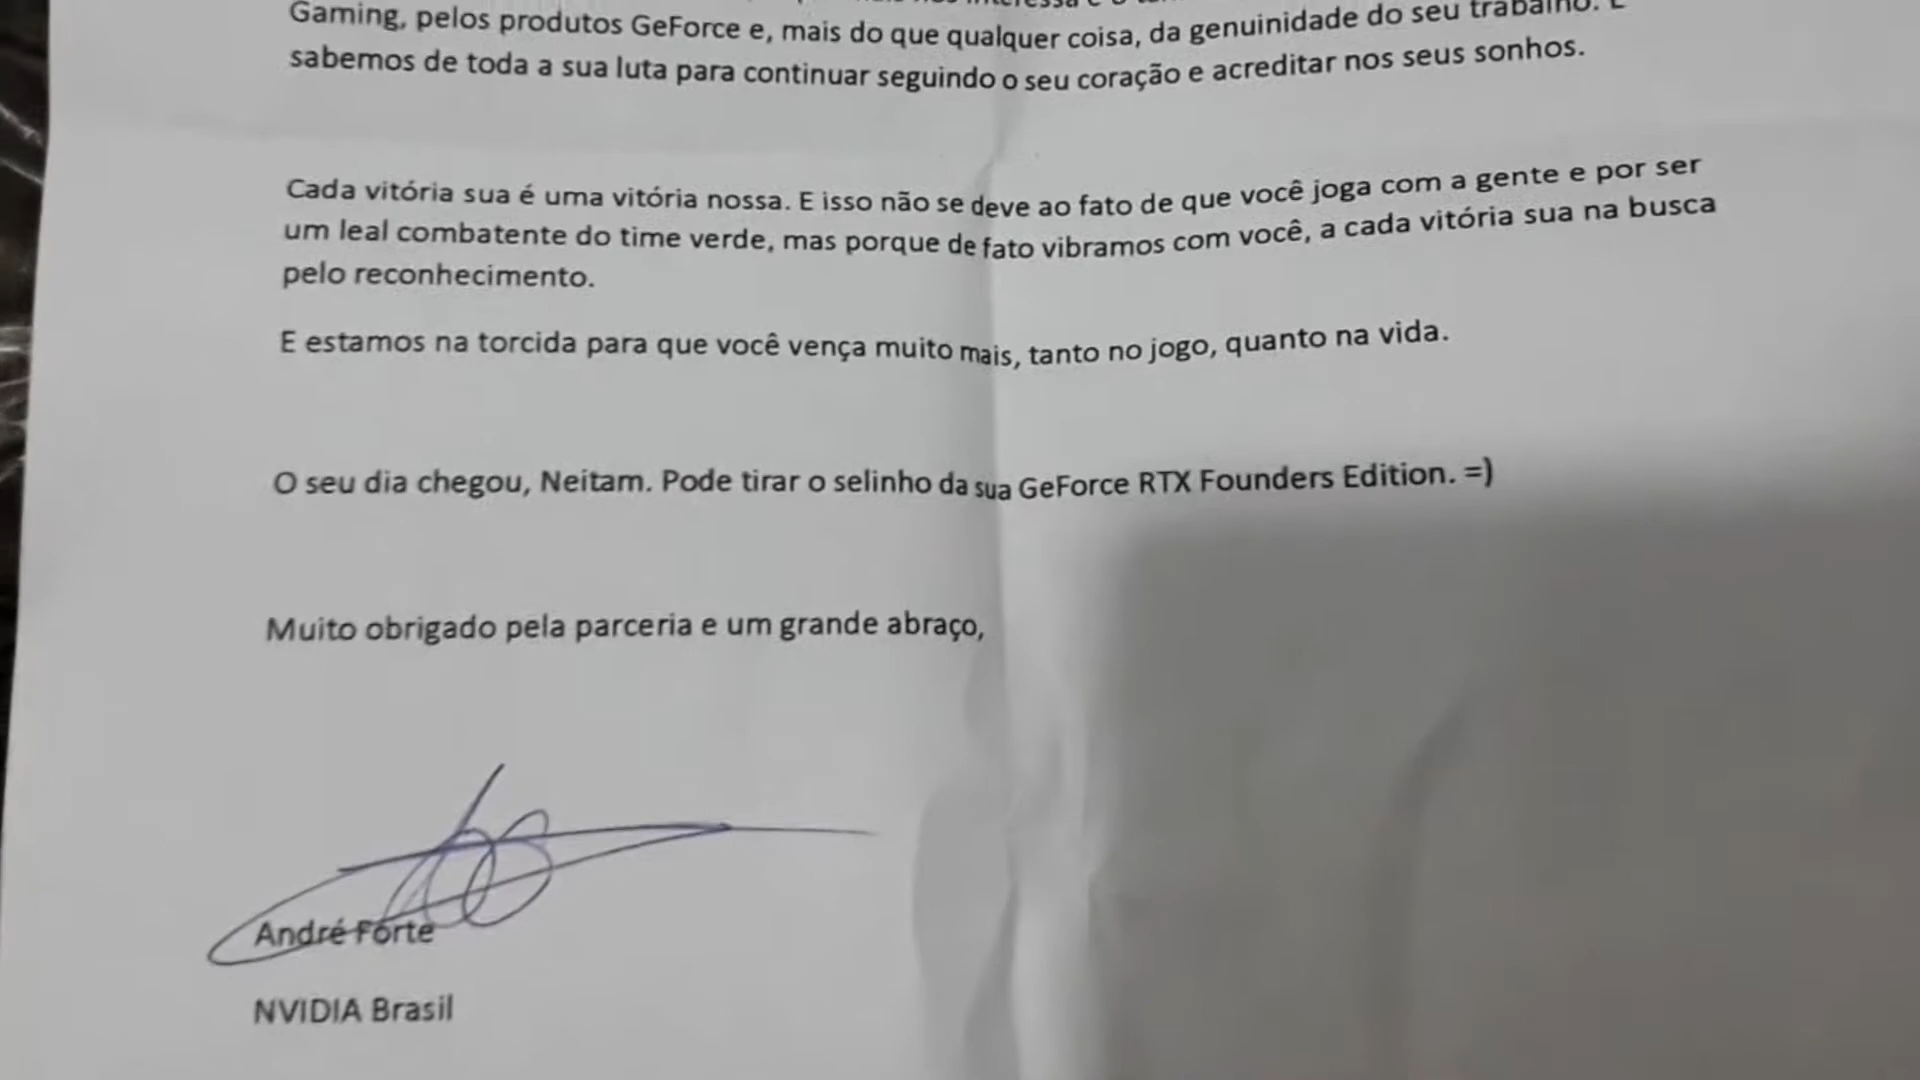 Gaming, pelos produtos GeForce e, mais do que qualquer coisa, da genuinidade do seu trabalho. E
sabemos de toda a sua luta para continuar seguindo o seu coração e acreditar nos seus sonhos.
Cada vitória sua é uma vitória nossa. E isso não se deve ao fato de que você joga com a gente e por ser
um leal combatente do time verde, mas porque de fato vibramos com você, a cada vitória sua na busca
pelo reconhecimento.
E estamos na torcida para que você vença muito mais, tanto no jogo, quanto na vida.
O seu dia chegou, Neitam. Pode tirar o selinho da sua GeForce RTX Founders Edition. =)
Muito obrigado pela parceria e um grande abraço,
André Forte
NVIDIA Brasil